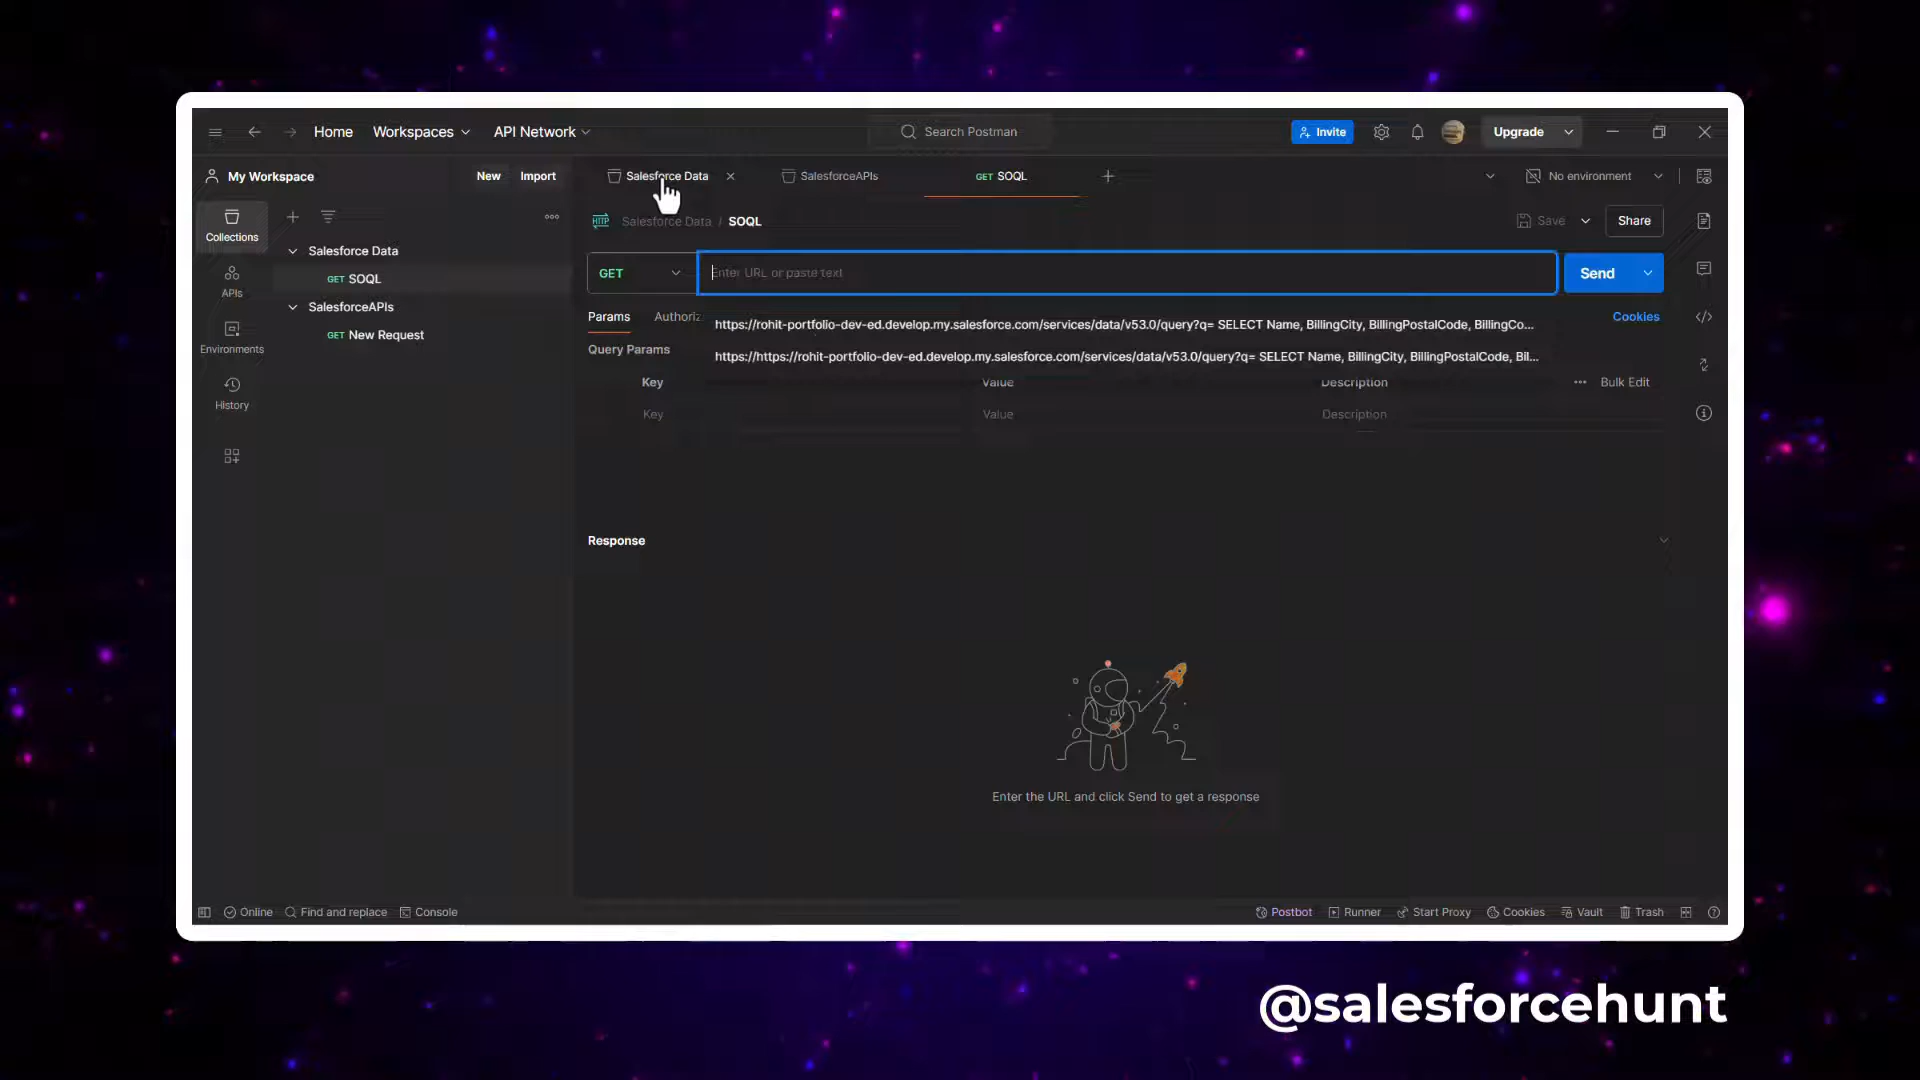 Home Workspaces API Network Search Postman Invite Upgrade
My Workspace New Import Salesforce Data SalesforceAPIs GET SOQL No environment
Collections
Salesforce Data
GET SOQL
SalesforceAPIs
GET New Request
APIs
Environments
History
HTTP Salesforce Data / SOQL Save Share
GET Enter URL or paste text Send
Params Authoriz Cookies
https://rohit-portfolio-dev-ed.develop.my.salesforce.com/services/data/v53.0/query?q= SELECT Name, BillingCity, BillingPostalCode, BillingCo...
Query Params
https://https://rohit-portfolio-dev-ed.develop.my.salesforce.com/services/data/v53.0/query?q= SELECT Name, BillingCity, BillingPostalCode, Bil...
Key Value Description Bulk Edit
Key Value Description
Response
Enter the URL and click Send to get a response
Online Find and replace Console Postbot Runner Start Proxy Cookies Vault Trash
@salesforcehunt